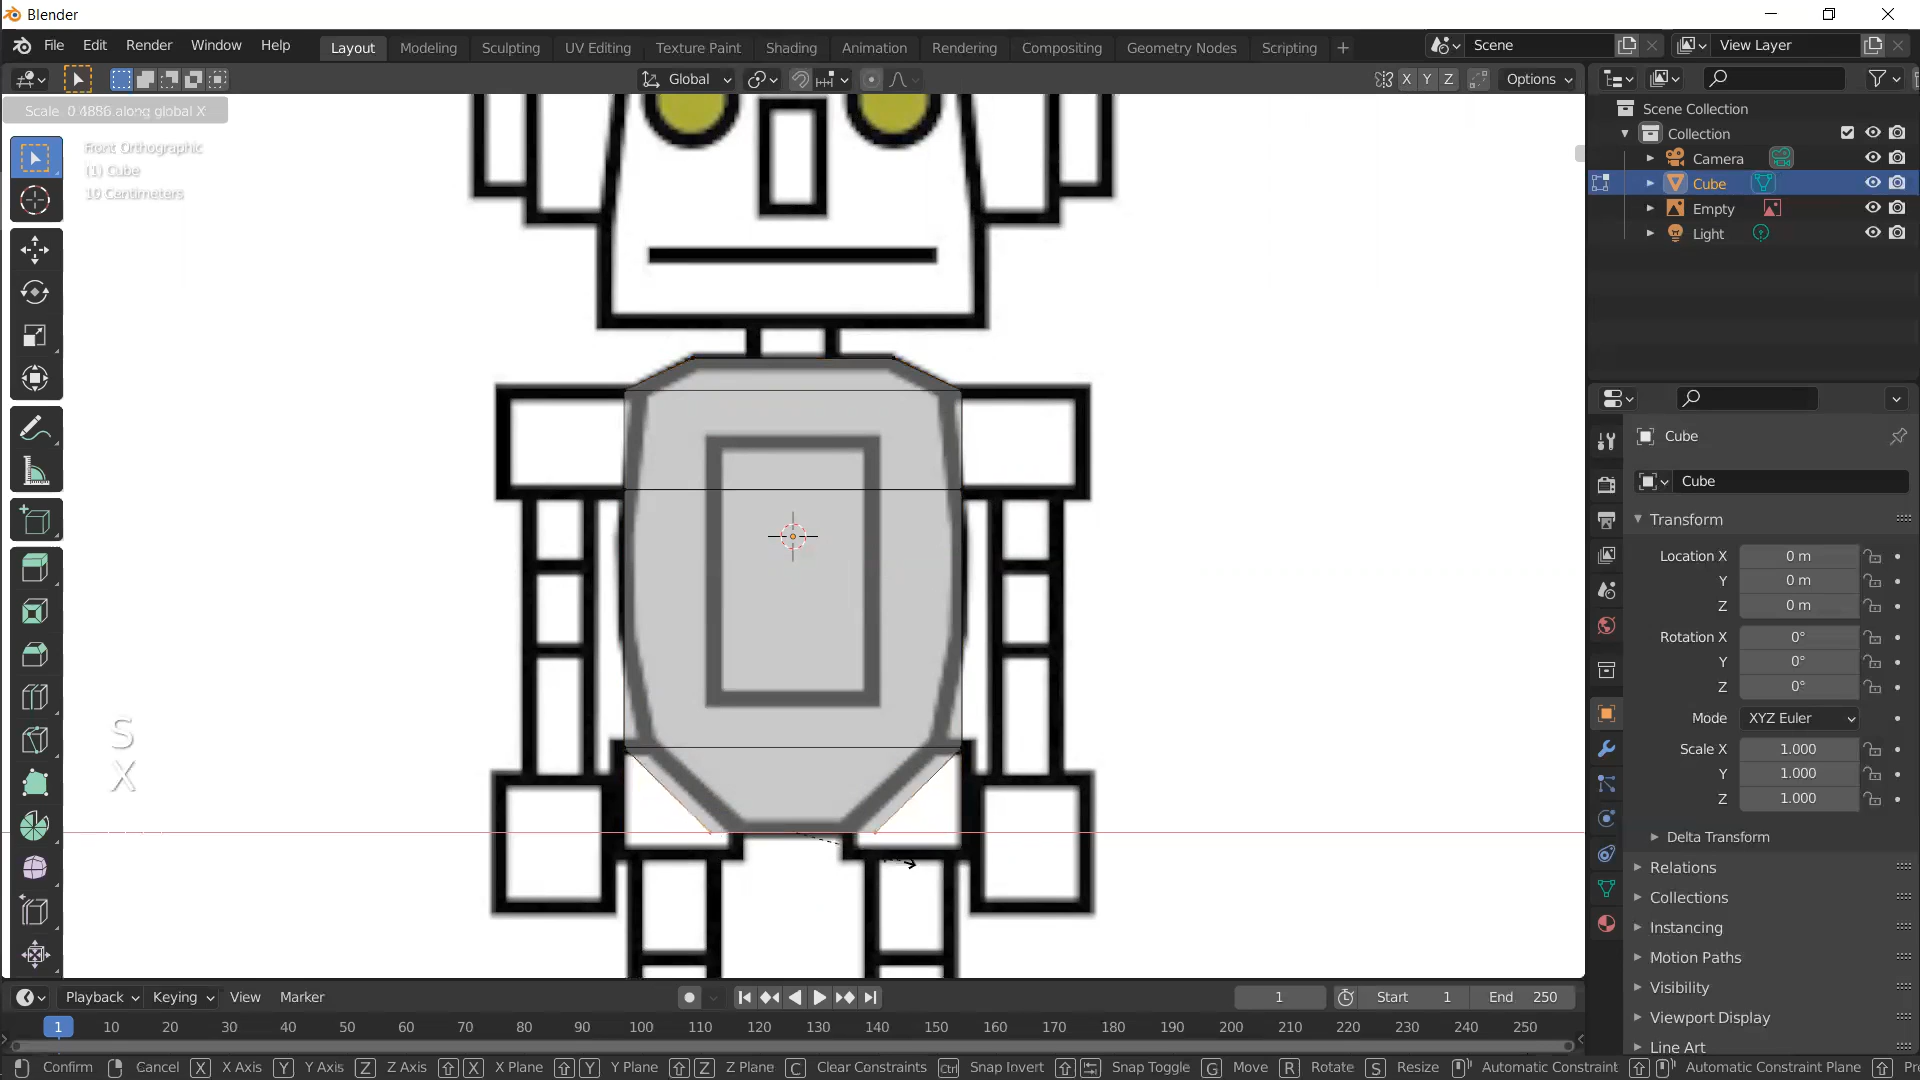 Blender
File Edit Render Window Help Layout Modeling Sculpting UV Editing Texture Paint Shading Animation Rendering Compositing Geometry Nodes Scripting + Scene View Layer
Global X Y Z Options
Scale 0.4886 along global X
Front Orthographic
(1) Cube
10 Centimeters
S
X
Scene Collection
Collection
Camera
Cube
Empty
Light
Cube
Cube
Transform
Location X 0 m
Y 0 m
Z 0 m
Rotation X 0°
Y 0°
Z 0°
Mode XYZ Euler
Scale X 1.000
Y 1.000
Z 1.000
Delta Transform
Relations
Collections
Instancing
Motion Paths
Visibility
Viewport Display
Line Art
Playback Keying View Marker 1 Start 1 End 250
1 10 20 30 40 50 60 70 80 90 100 110 120 130 140 150 160 170 180 190 200 210 220 230 240 250
Confirm Cancel X X Axis Y Y Axis Z Z Axis X X Plane Y Y Plane Z Z Plane C Clear Constraints Ctrl Snap Invert Snap Toggle G Move R Rotate S Resize Automatic Constraint Automatic Constraint Plane